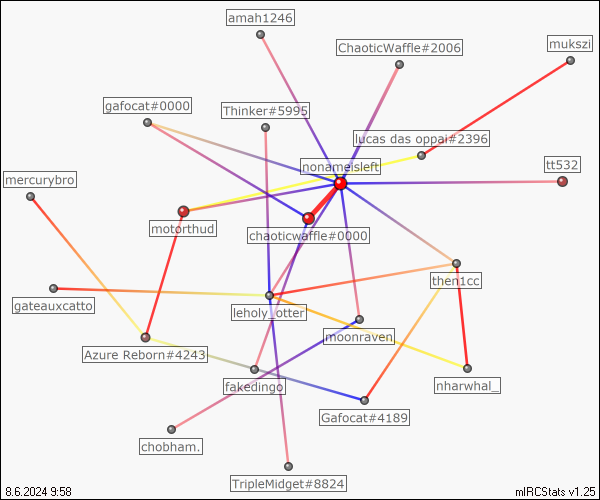 amah1246
ChaoticWaffle#2006
mukszi
gafocat#0000
Thinker#5995
lucas das oppai#2396
nonameisleft
tt532
mercurybro
motorthud
chaoticwaffle#0000
then1cc
gateauxcatto
leholy_otter
moonraven
Azure Reborn#4243
fakedingo
nharwhal_
Gafocat#4189
chobham.
TripleMidget#8824
8.6.2024 9:58
mIRCStats v1.25